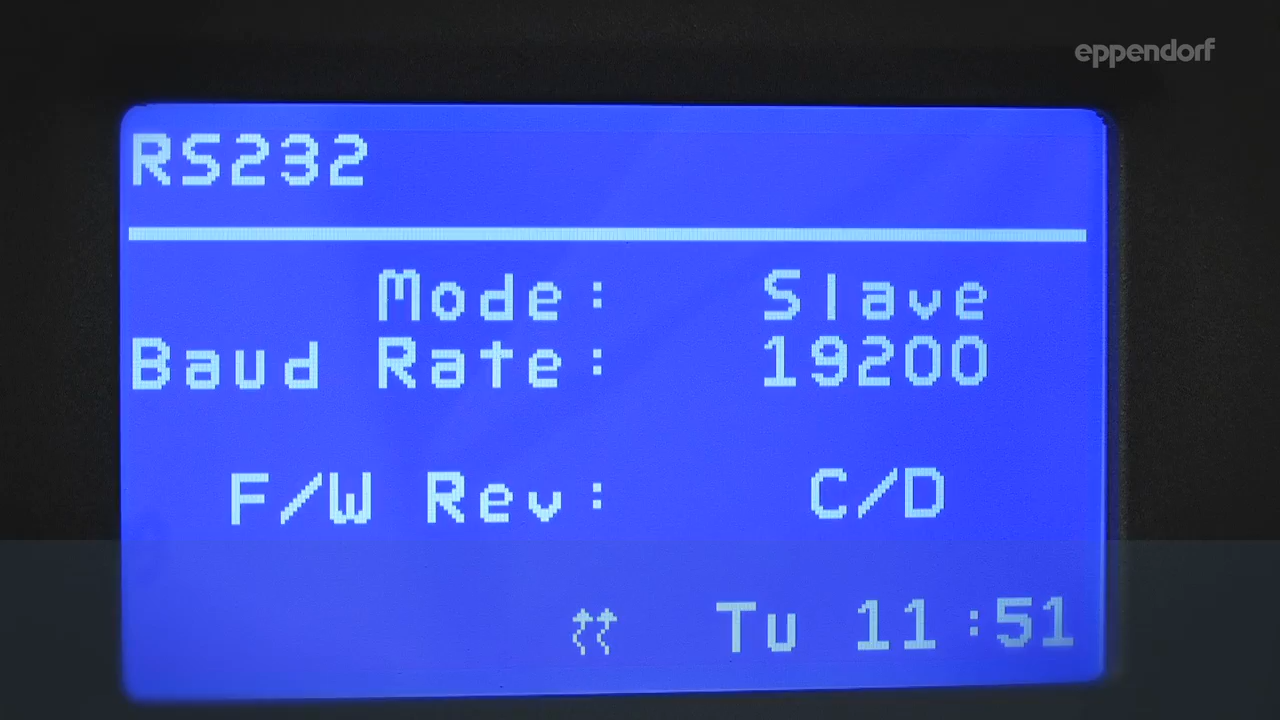 eppendorf
RS232
Mode: Slave
Baud Rate: 19200
F/W Rev: C/D
Tu 11:51